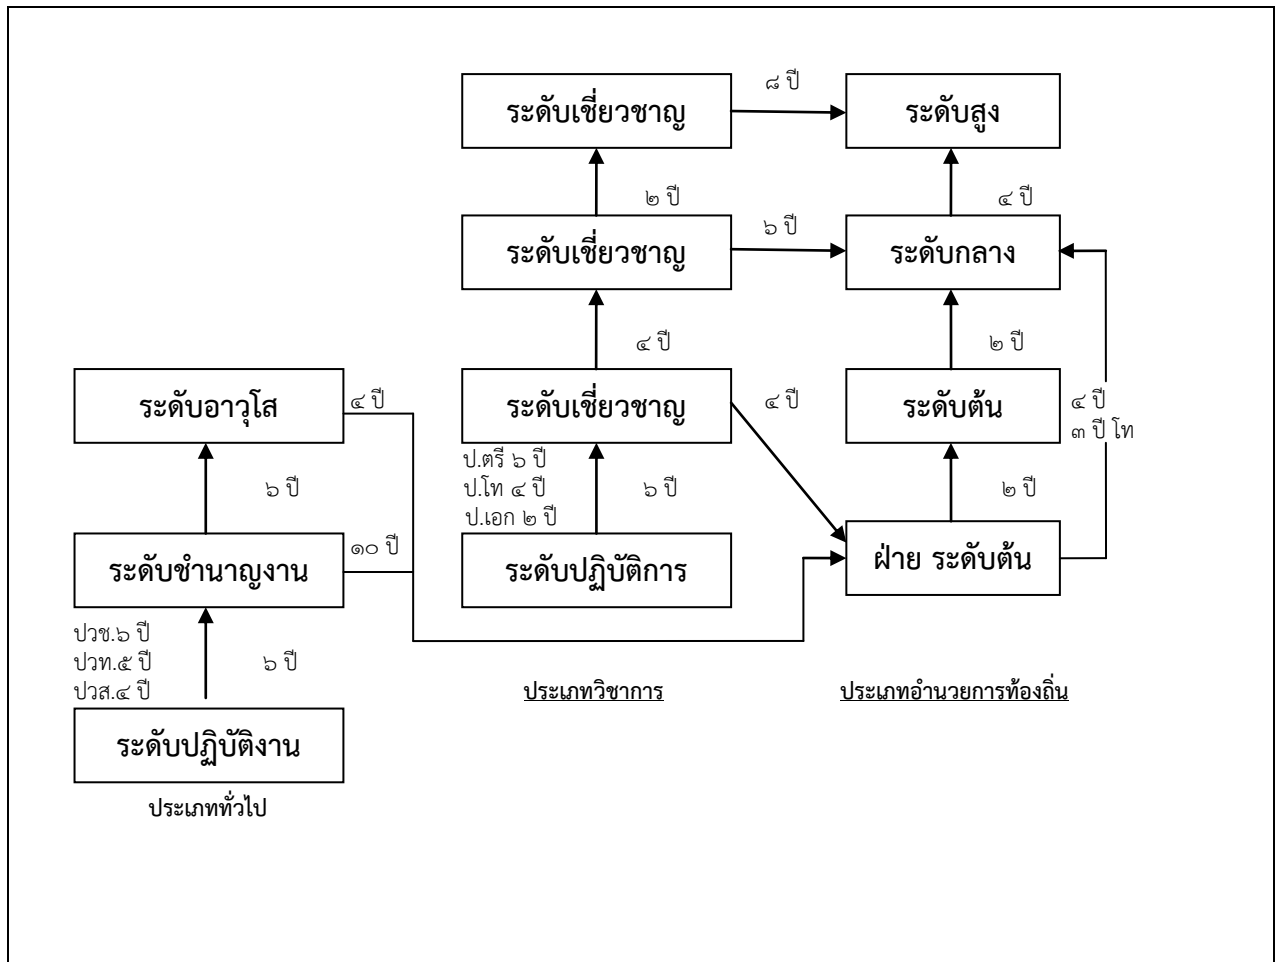 ๘ ปี
ระดับเชี่ยวชาญ
ระดับสูง
๒ ปี
๔ ปี
ระดับเชี่ยวชาญ
๖ ปี
ระดับกลาง
๔ ปี
๒ ปี
ระดับอาวุโส
๔ ปี
ระดับเชี่ยวชาญ
๔ ปี
ระดับต้น
๔ ปี
๓ ปี โท
ป.ตรี ๖ ปี
ป.โท ๔ ปี
ป.เอก ๒ ปี
๖ ปี
๖ ปี
๒ ปี
ระดับชำนาญงาน
๑๐ ปี
ระดับปฏิบัติการ
ฝ่าย ระดับต้น
ปวช.๖ ปี
ปวท.๕ ปี
ปวส.๔ ปี
๖ ปี
ประเภทวิชาการ
ประเภทอำนวยการท้องถิ่น
ระดับปฏิบัติงาน
ประเภททั่วไป